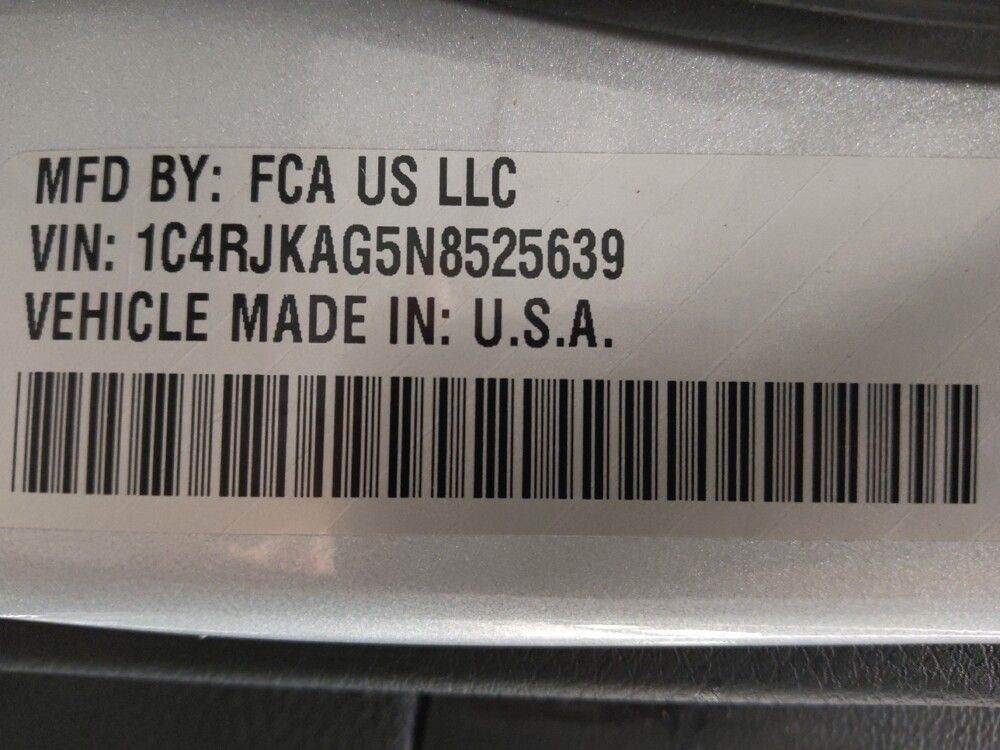 MFD BY: FCA US LLC
VIN: 1C4RJKAG5N8525639
VEHICLE MADE IN: U.S.A.